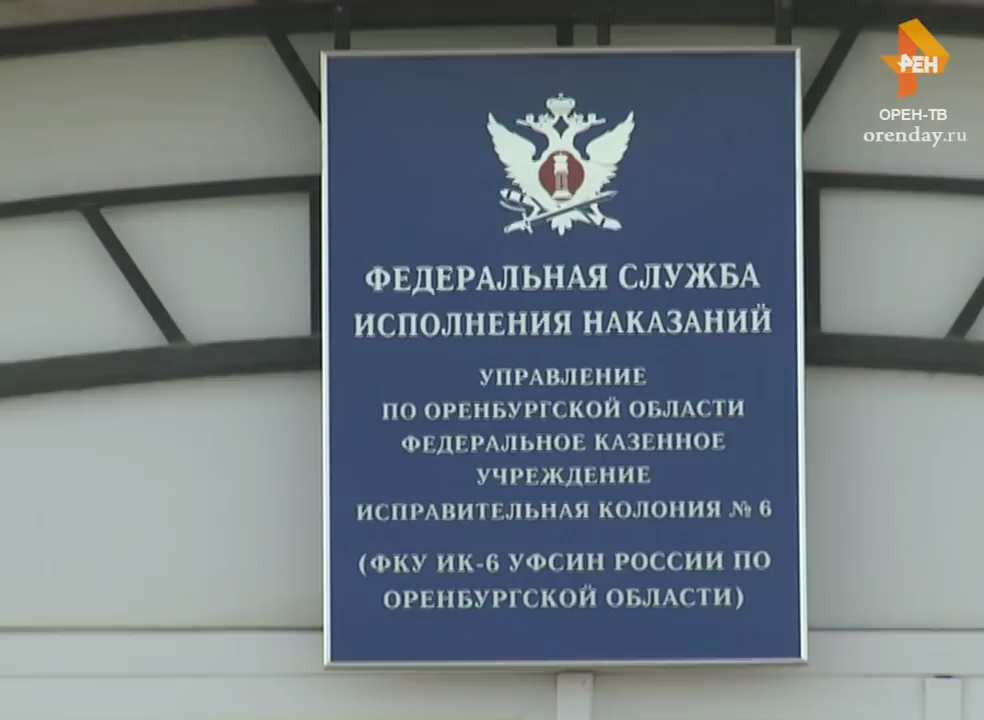 РЕН
ОРЕН-ТВ
orenday.ru
ФЕДЕРАЛЬНАЯ СЛУЖБА
ИСПОЛНЕНИЯ НАКАЗАНИЙ
УПРАВЛЕНИЕ
ПО ОРЕНБУРГСКОЙ ОБЛАСТИ
ФЕДЕРАЛЬНОЕ КАЗЕННОЕ
УЧРЕЖДЕНИЕ
ИСПРАВИТЕЛЬНАЯ КОЛОНИЯ № 6
(ФКУ ИК-6 УФСИН РОССИИ ПО
ОРЕНБУРГСКОЙ ОБЛАСТИ)